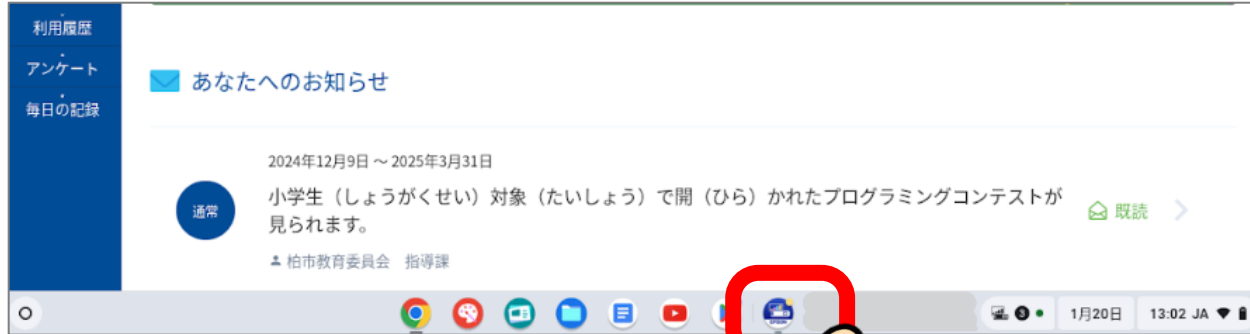 利用履歴
アンケート
毎日の記録
あなたへのお知らせ
2024年12月9日 ～ 2025年3月31日
通常
小学生（しょうがくせい）対象（たいしょう）で開（ひら）かれたプログラミングコンテストが
見られます。
既読
柏市教育委員会 指導課
EPSON
3
1月20日
13:02 JA